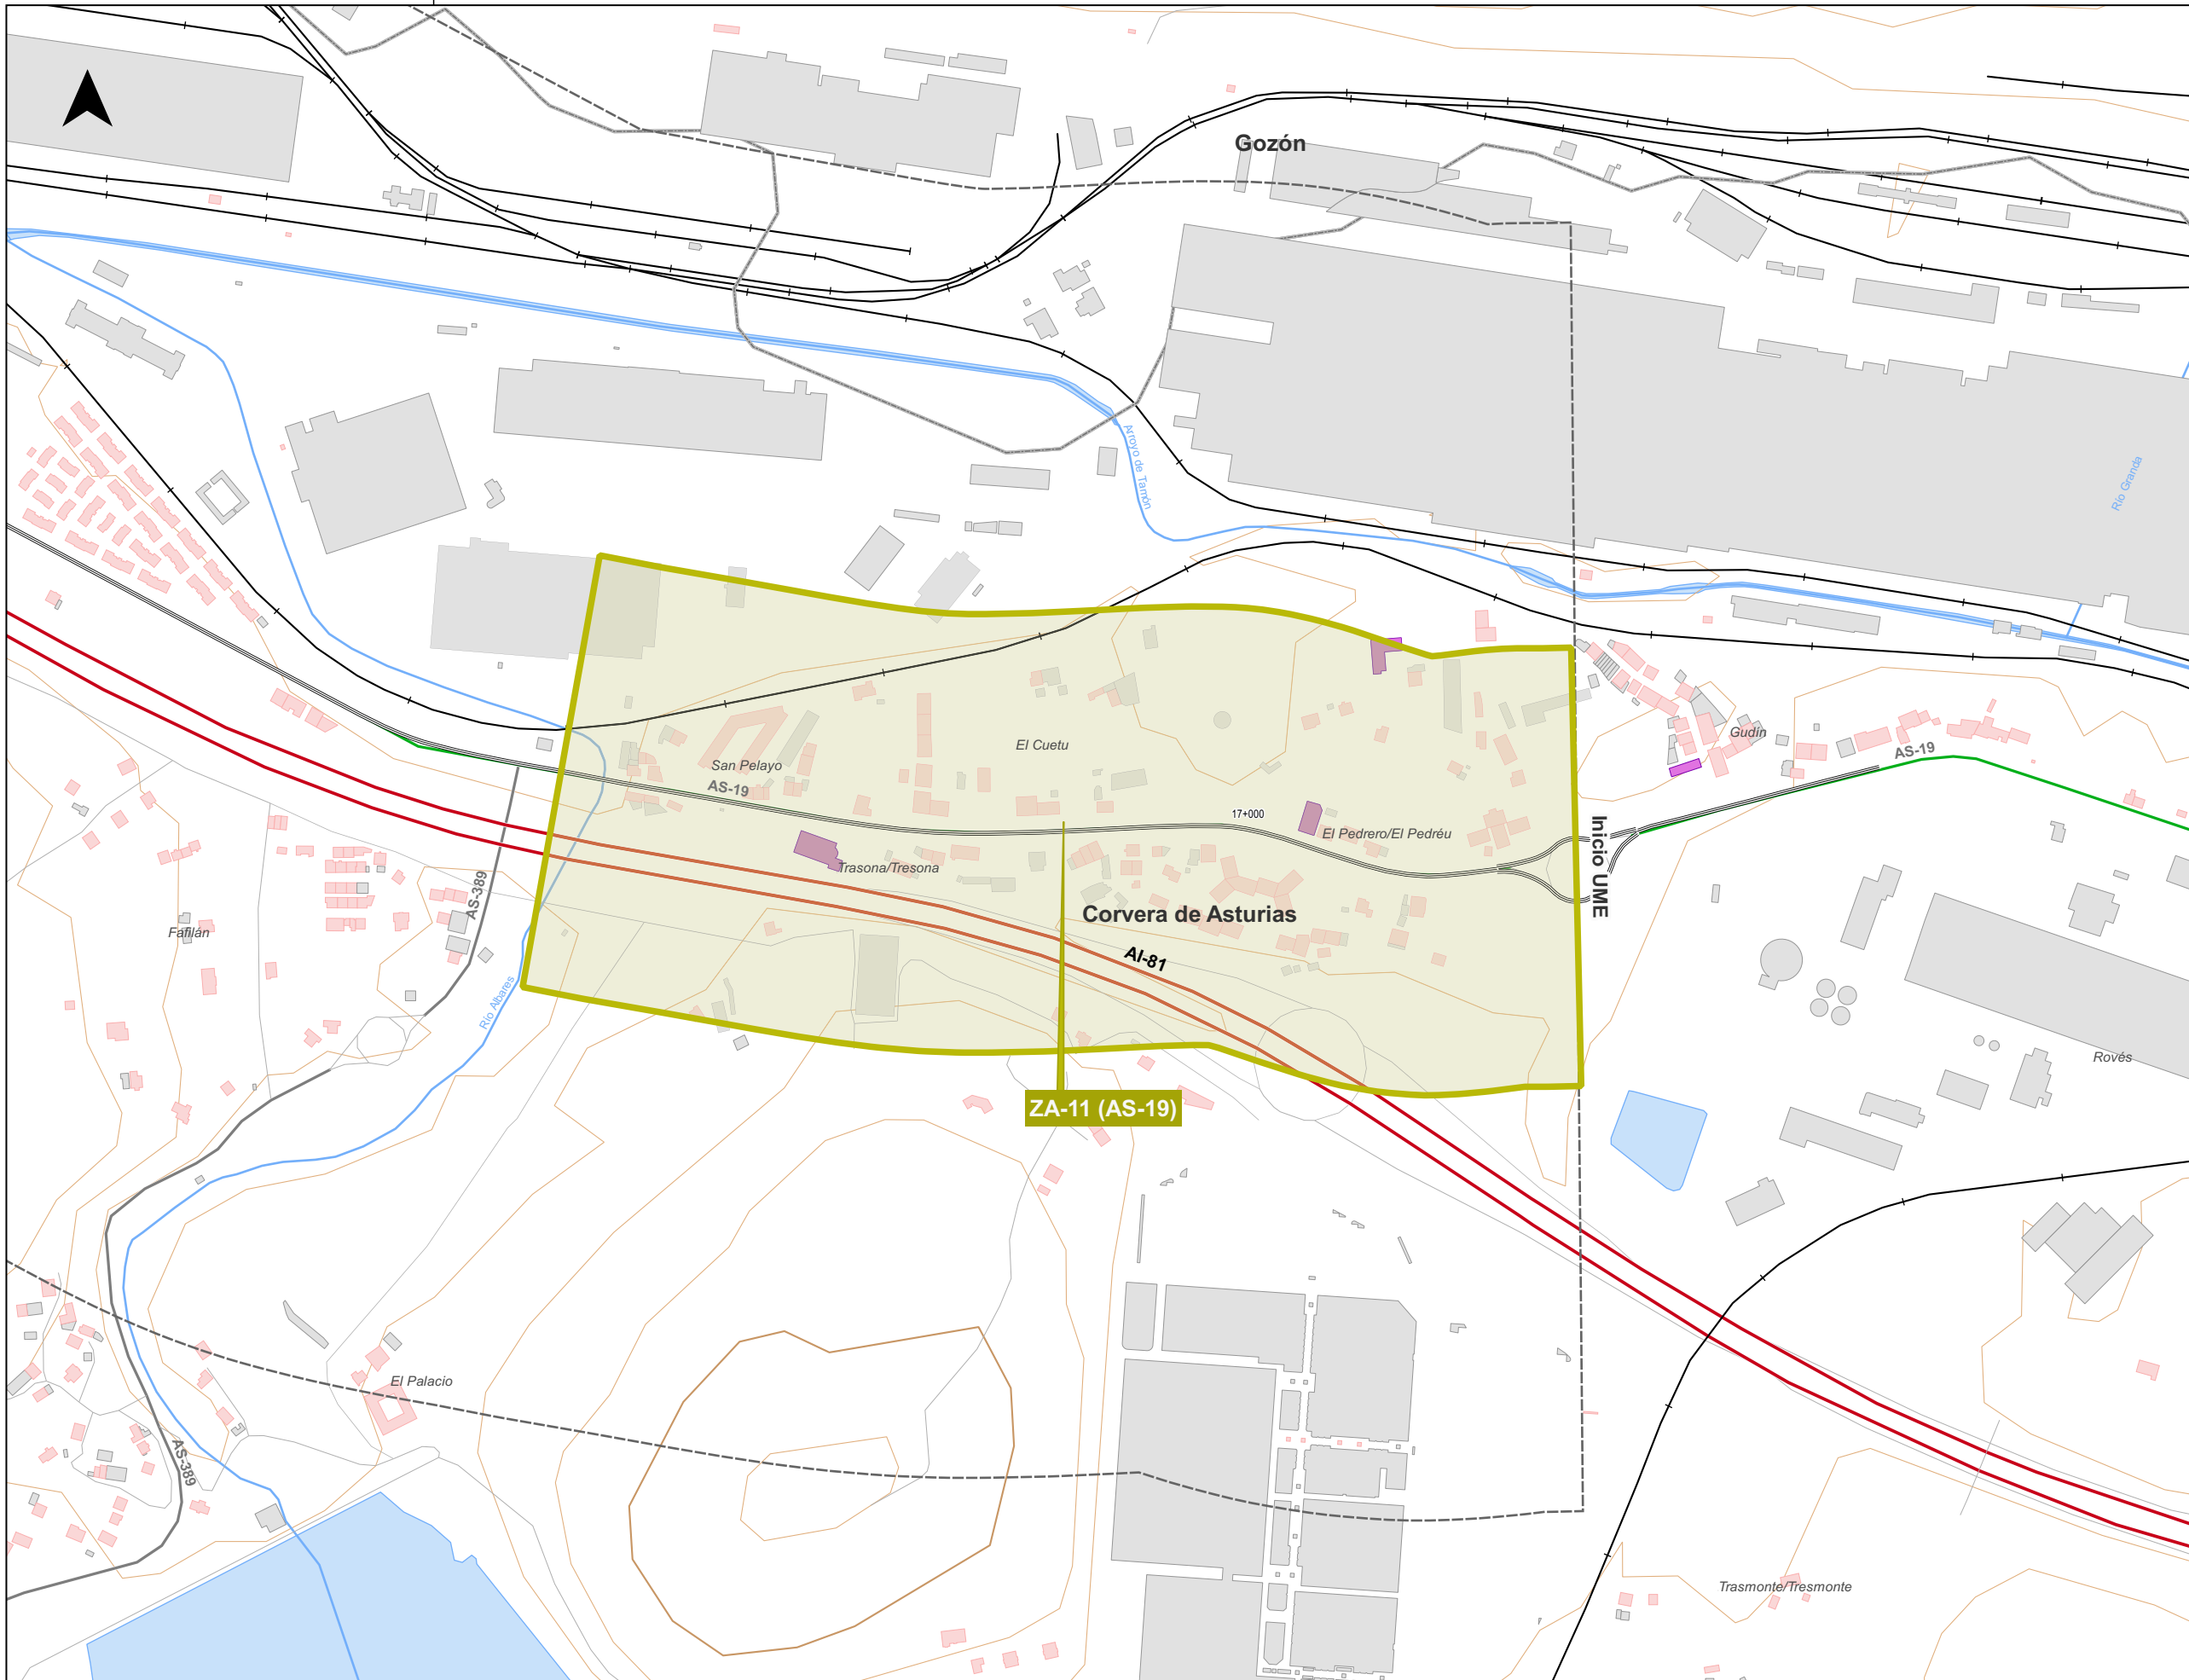 Gozón
Arroyo de Tamón
Río Granda
San Pelayo
El Cuetu
AS-19
17+000
El Pedrero/El Pedréu
Gudín
AS-19
Inicio UME
Trasona/Tresona
AS-389
Fafilán
Corvera de Asturias
AI-81
Río Albares
Rovés
ZA-11 (AS-19)
El Palacio
AS-389
Trasmonte/Tresmonte